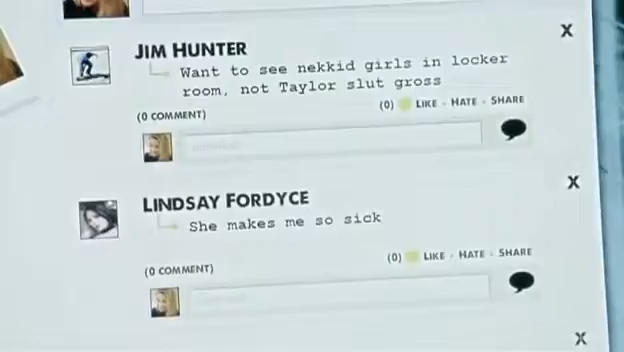 X
JIM HUNTER
Want to see nekkid girls in locker
room, not Taylor slut gross
(0) LIKE · HATE · SHARE
(0 COMMENT)
X
LINDSAY FORDYCE
She makes me so sick
(0) LIKE · HATE · SHARE
(0 COMMENT)
X